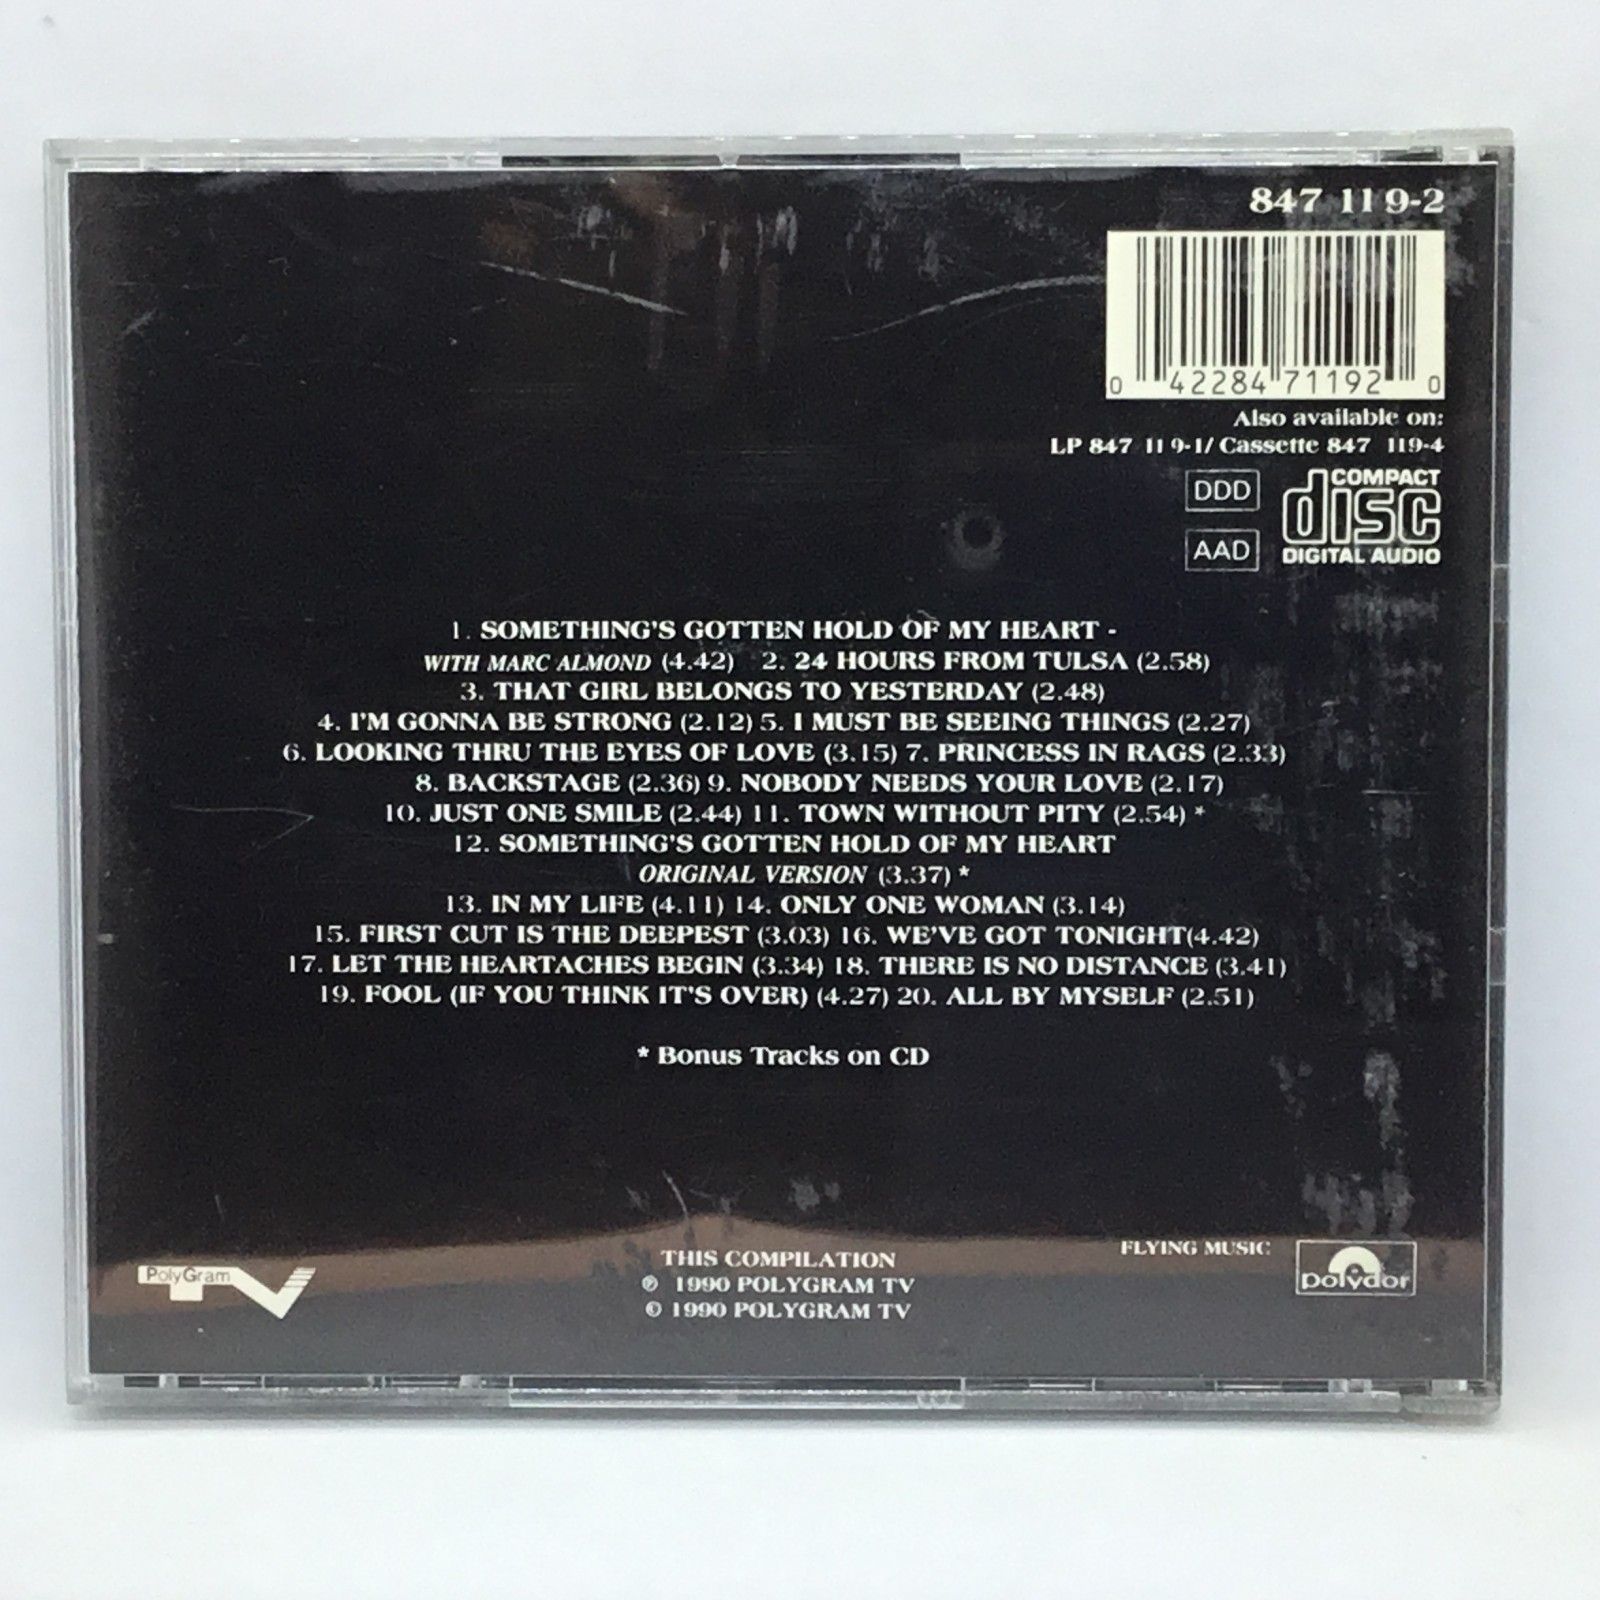 847 119-2
0 42284 71192 0
Also available on:
LP 847 119-1/ Cassette 847 119-4
DDD
COMPACT
disc
AAD
DIGITAL AUDIO
1. SOMETHING'S GOTTEN HOLD OF MY HEART -
WITH MARC ALMOND (4.42) 2. 24 HOURS FROM TULSA (2.58)
3. THAT GIRL BELONGS TO YESTERDAY (2.48)
4. I'M GONNA BE STRONG (2.12) 5. I MUST BE SEEING THINGS (2.27)
6. LOOKING THRU THE EYES OF LOVE (3.15) 7. PRINCESS IN RAGS (2.33)
8. BACKSTAGE (2.36) 9. NOBODY NEEDS YOUR LOVE (2.17)
10. JUST ONE SMILE (2.44) 11. TOWN WITHOUT PITY (2.54) *
12. SOMETHING'S GOTTEN HOLD OF MY HEART
ORIGINAL VERSION (3.37) *
13. IN MY LIFE (4.11) 14. ONLY ONE WOMAN (3.14)
15. FIRST CUT IS THE DEEPEST (3.03) 16. WE'VE GOT TONIGHT(4.42)
17. LET THE HEARTACHES BEGIN (3.34) 18. THERE IS NO DISTANCE (3.41)
19. FOOL (IF YOU THINK IT'S OVER) (4.27) 20. ALL BY MYSELF (2.51)
* Bonus Tracks on CD
PolyGram TV
THIS COMPILATION
℗ 1990 POLYGRAM TV
© 1990 POLYGRAM TV
FLYING MUSIC
polydor